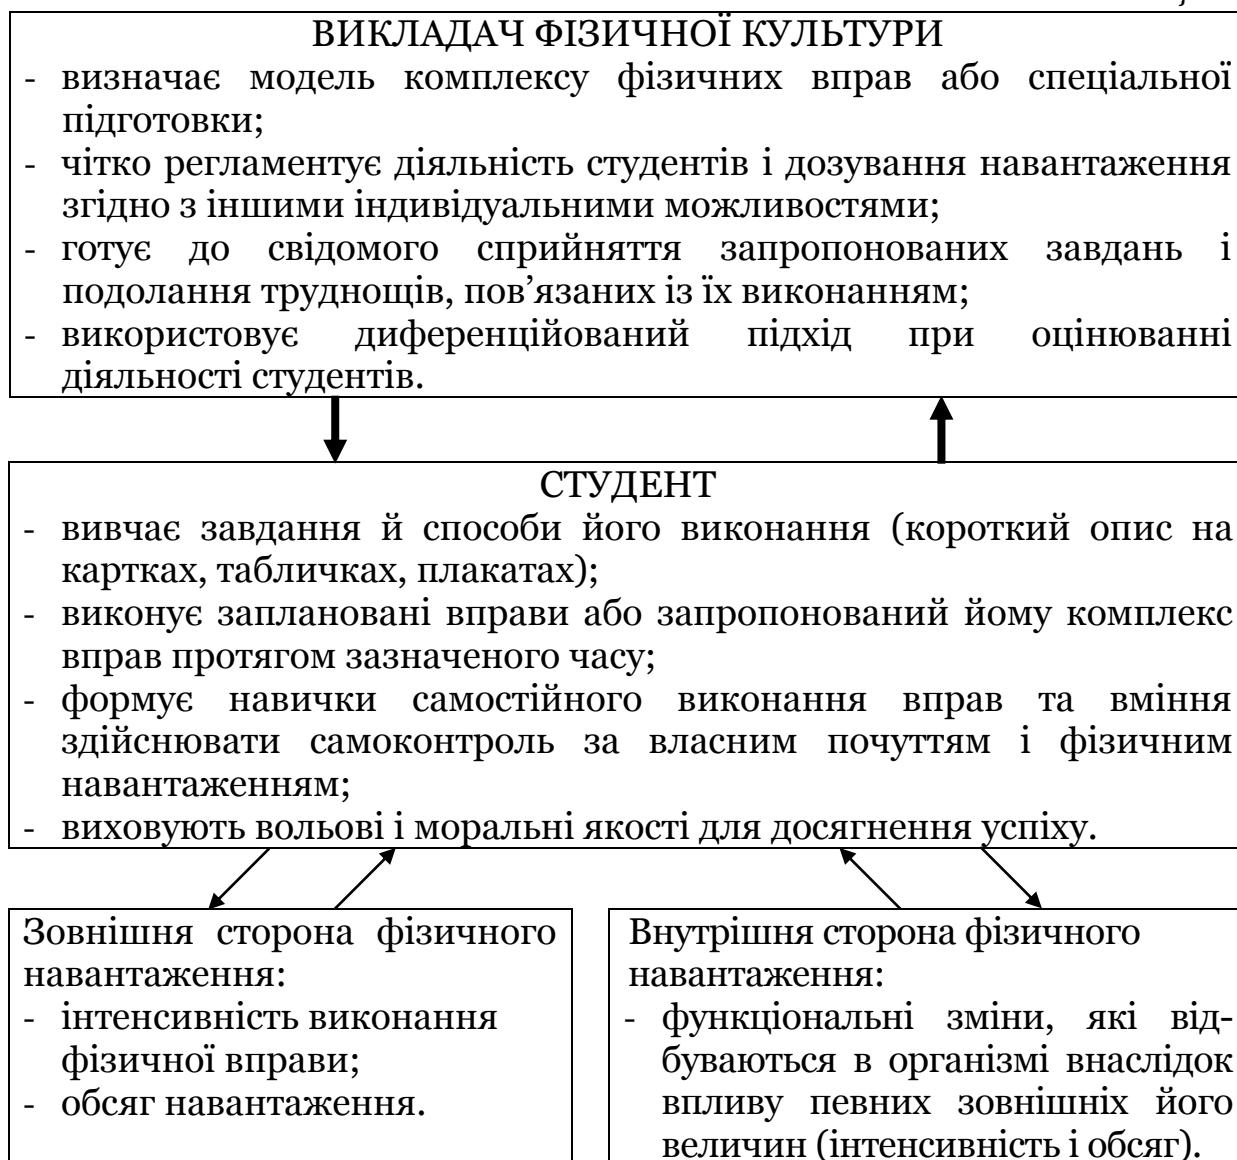 ВИКЛАДАЧ ФІЗИЧНОЇ КУЛЬТУРИ
- визначає модель комплексу фізичних вправ або спеціальної
підготовки;
- чітко регламентує діяльність студентів і дозування навантаження
згідно з іншими індивідуальними можливостями;
- готує до свідомого сприйняття запропонованих завдань і
подолання труднощів, пов’язаних із їх виконанням;
- використовує диференційований підхід при оцінюванні
діяльності студентів.
СТУДЕНТ
- вивчає завдання й способи його виконання (короткий опис на
картках, табличках, плакатах);
- виконує заплановані вправи або запропонований йому комплекс
вправ протягом зазначеного часу;
- формує навички самостійного виконання вправ та вміння
здійснювати самоконтроль за власним почуттям і фізичним
навантаженням;
- виховують вольові і моральні якості для досягнення успіху.
Зовнішня сторона фізичного
навантаження:
- інтенсивність виконання
фізичної вправи;
- обсяг навантаження.
Внутрішня сторона фізичного
навантаження:
- функціональні зміни, які від-
буваються в організмі внаслідок
впливу певних зовнішніх його
величин (інтенсивність і обсяг).